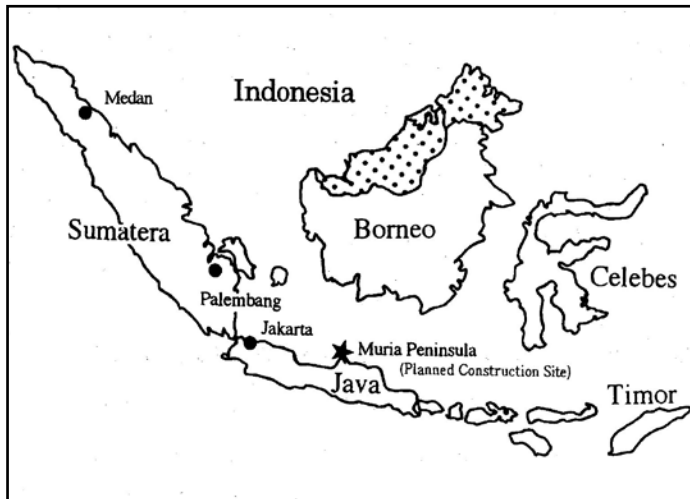 Medan
Indonesia
Sumatera
Borneo
Celebes
Palembang
Jakarta
Muria Peninsula
(Planned Construction Site)
Java
Timor